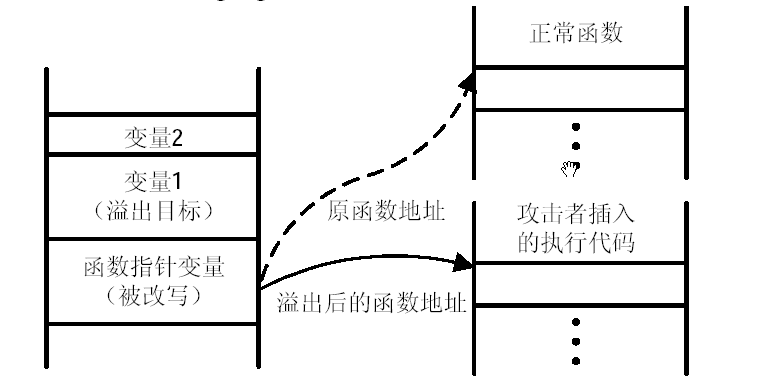 正常函数
变量2
变量1
（溢出目标）
原函数地址
攻击者插入
的执行代码
函数指针变量
（被改写）
溢出后的函数地址